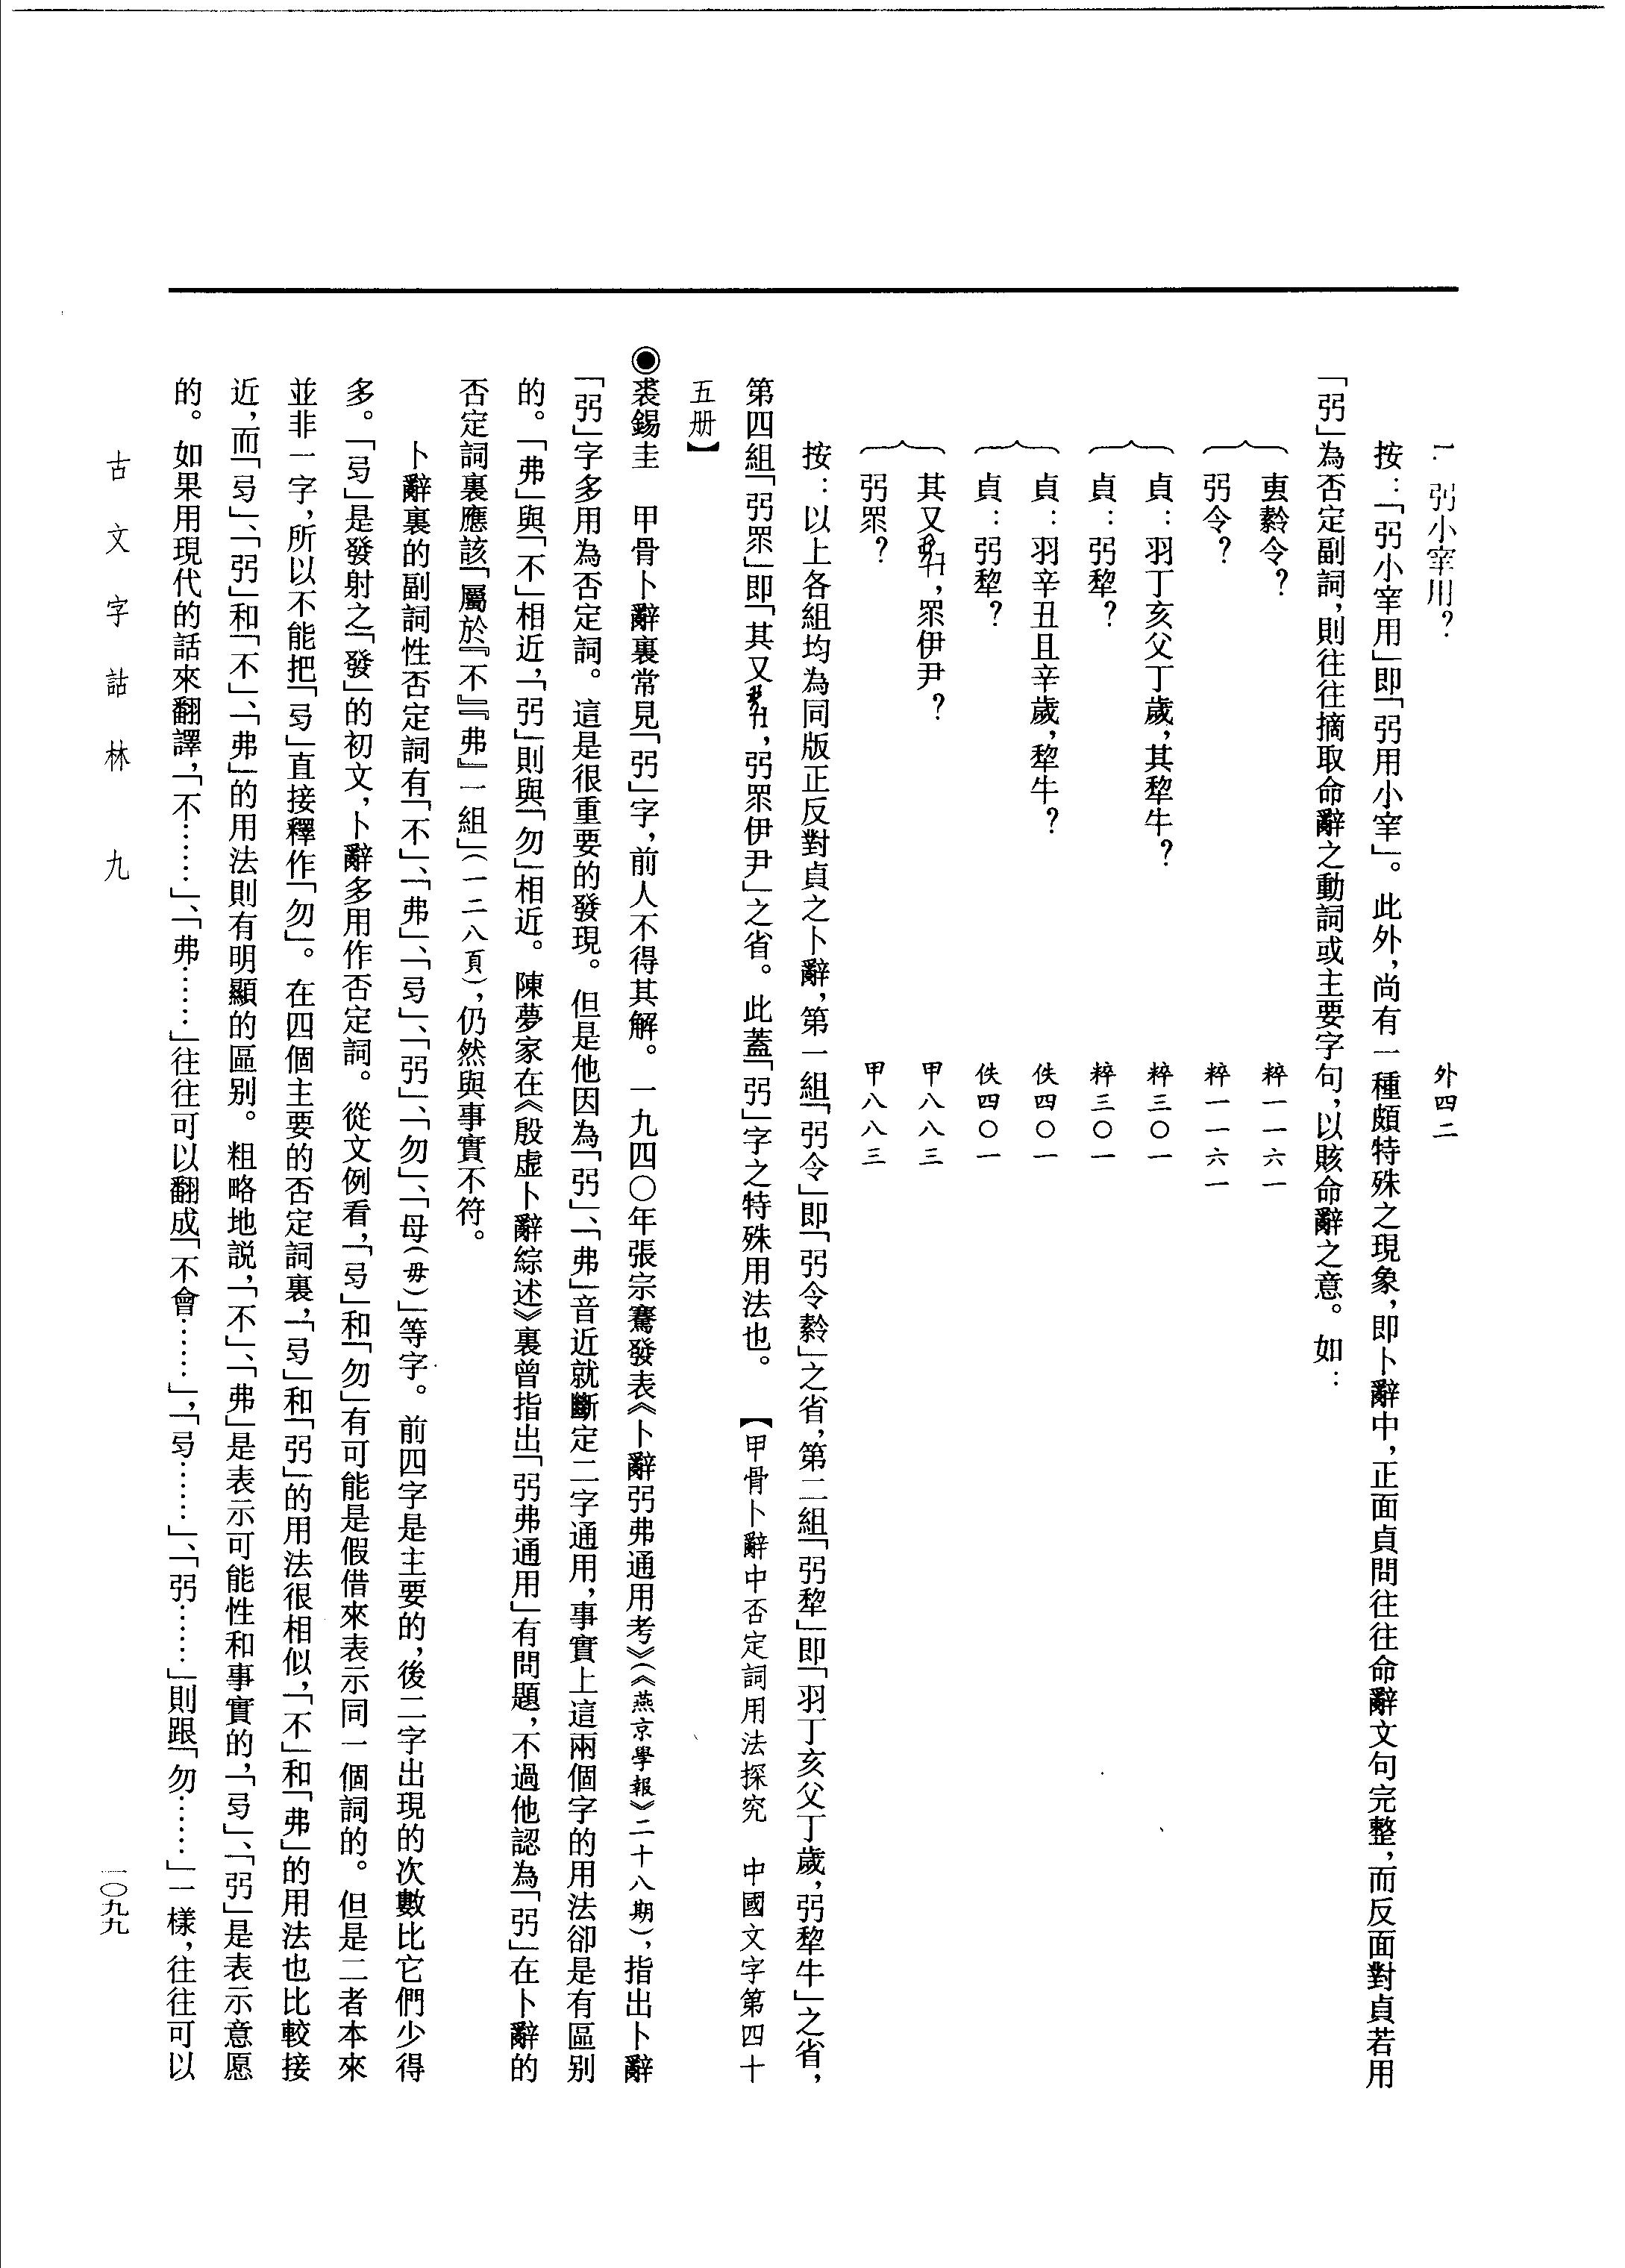 一 弜小𫳅用？ 外四二
按：「弜小𫳅用」即「弜用小𫳅」。此外，尚有一種頗特殊之現象，即卜辭中，正面貞問往往命辭文句完整，而反面對貞若用
「弜」為否定副詞，則往往摘取命辭之動詞或主要字句，以賅命辭之意。如：
叀令？ 粹一一六一
弜令？ 粹一一六一
貞：羽丁亥父丁歲，其犂牛？ 粹三〇一
貞：弜犂？ 粹三〇一
貞：羽辛丑且辛歲，犂牛？ 佚四〇一
貞：弜犂？ 佚四〇一
其又，眔伊尹？ 甲八八三
弜眔？ 甲八八三
按：以上各組均為同版正反對貞之卜辭，第一組「弜令」即「弜令」之省，第二組「弜犂」即「羽丁亥父丁歲，弜犂牛」之省，
第四組「弜眔」即「其又，弜眔伊尹」之省。此蓋「弜」字之特殊用法也。 【甲骨卜辭中否定詞用法探究 中國文字第四十
五册】
◉裘錫圭 甲骨卜辭裏常見「弜」字，前人不得其解。一九四〇年張宗騫發表《卜辭弜弗通用考》（《燕京學報》二十八期），指出卜辭
「弜」字多用為否定詞。這是很重要的發現。但是他因為「弜」、「弗」音近就斷定二字通用，事實上這兩個字的用法卻是有區别
的。「弗」與「不」相近，「弜」則與「勿」相近。陳夢家在《殷虚卜辭綜述》裏曾指出「弜弗通用」有問題，不過他認為「弜」在卜辭的
否定詞裏應該「屬於『不』『弗』一組」（一二八頁），仍然與事實不符。
卜辭裏的副詞性否定詞有「不」、「弗」、「𢎥」、「弜」、「勿」、「母（毋）」等字。前四字是主要的，後二字出現的次數比它們少得
多。「𢎥」是發射之「發」的初文，卜辭多用作否定詞。從文例看，「𢎥」和「勿」有可能是假借來表示同一個詞的。但是二者本來
並非一字，所以不能把「𢎥」直接釋作「勿」。在四個主要的否定詞裏，「𢎥」和「弜」的用法很相似，「不」和「弗」的用法也比較接
近，而「𢎥」、「弜」和「不」、「弗」的用法則有明顯的區别。粗略地説，「不」、「弗」是表示可能性和事實的，「𢎥」、「弜」是表示意愿
的。如果用現代的話來翻譯，「不……」、「弗……」往往可以翻成「不會……」，「𢎥……」、「弜……」則跟「勿……」一樣，往往可以
古文字詁林 九 一〇九九